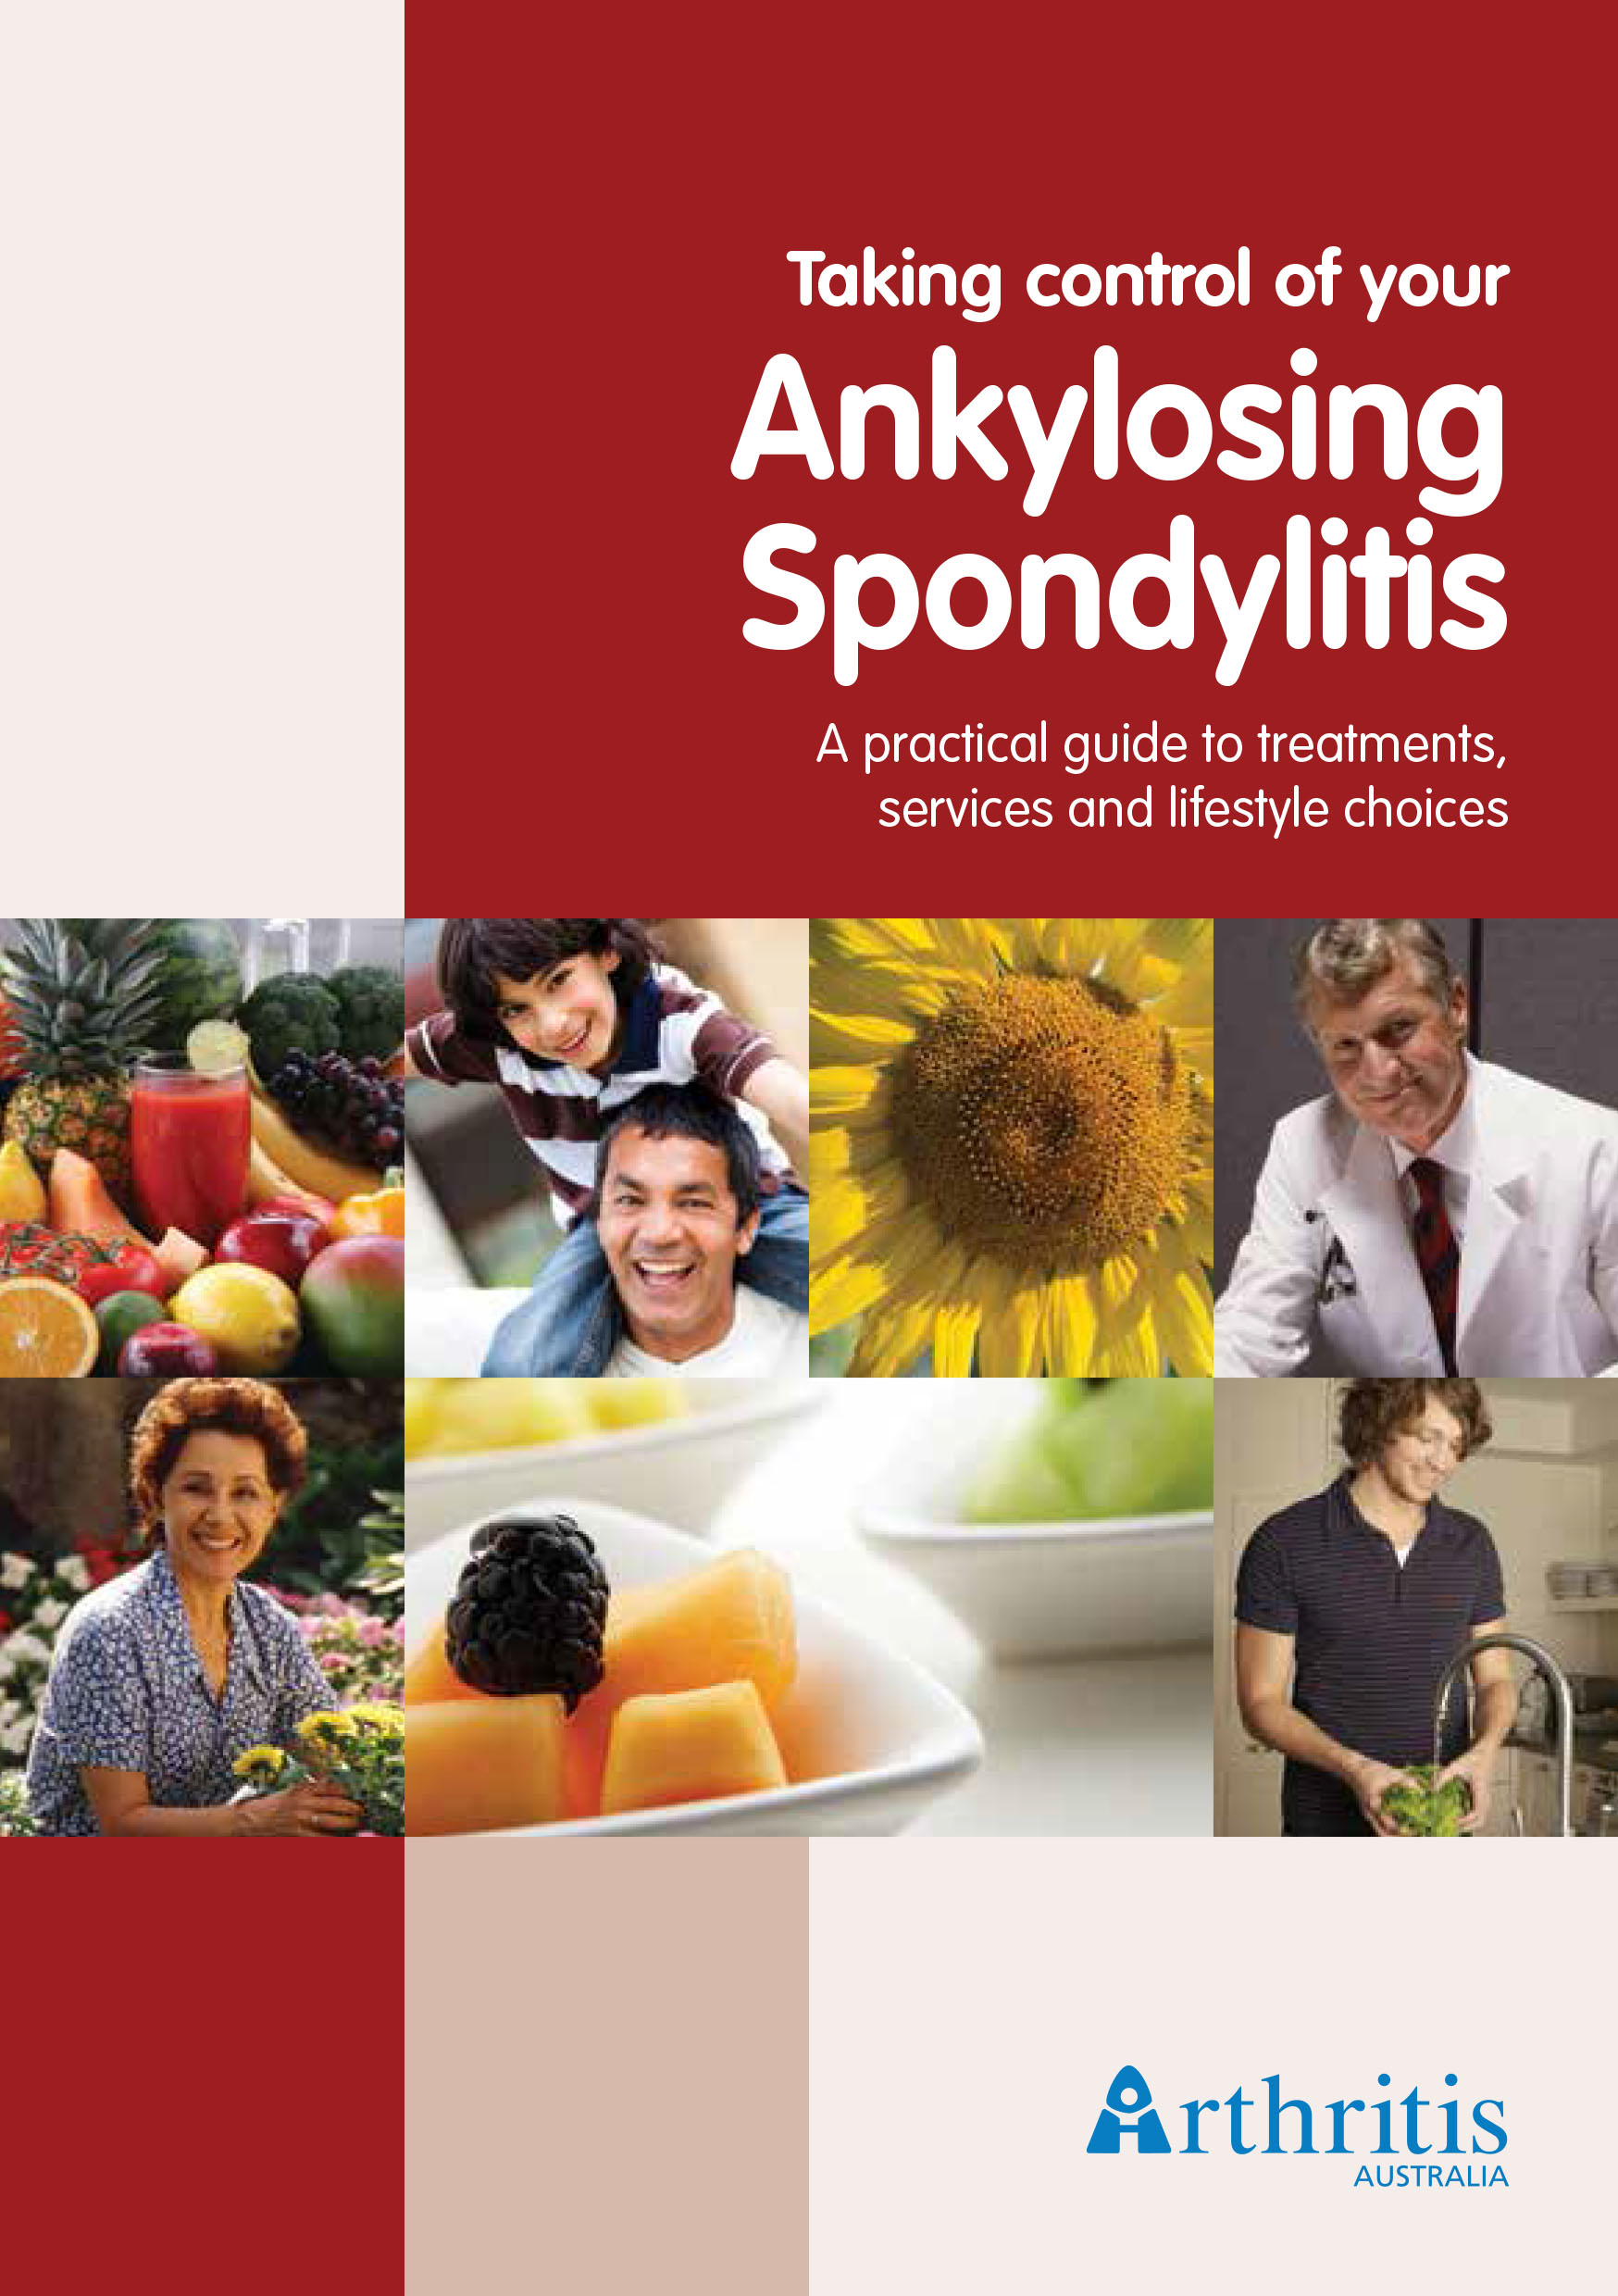 Taking control of your
Ankylosing
Spondylitis
A practical guide to treatments,
services and lifestyle choices
Arthritis
AUSTRALIA